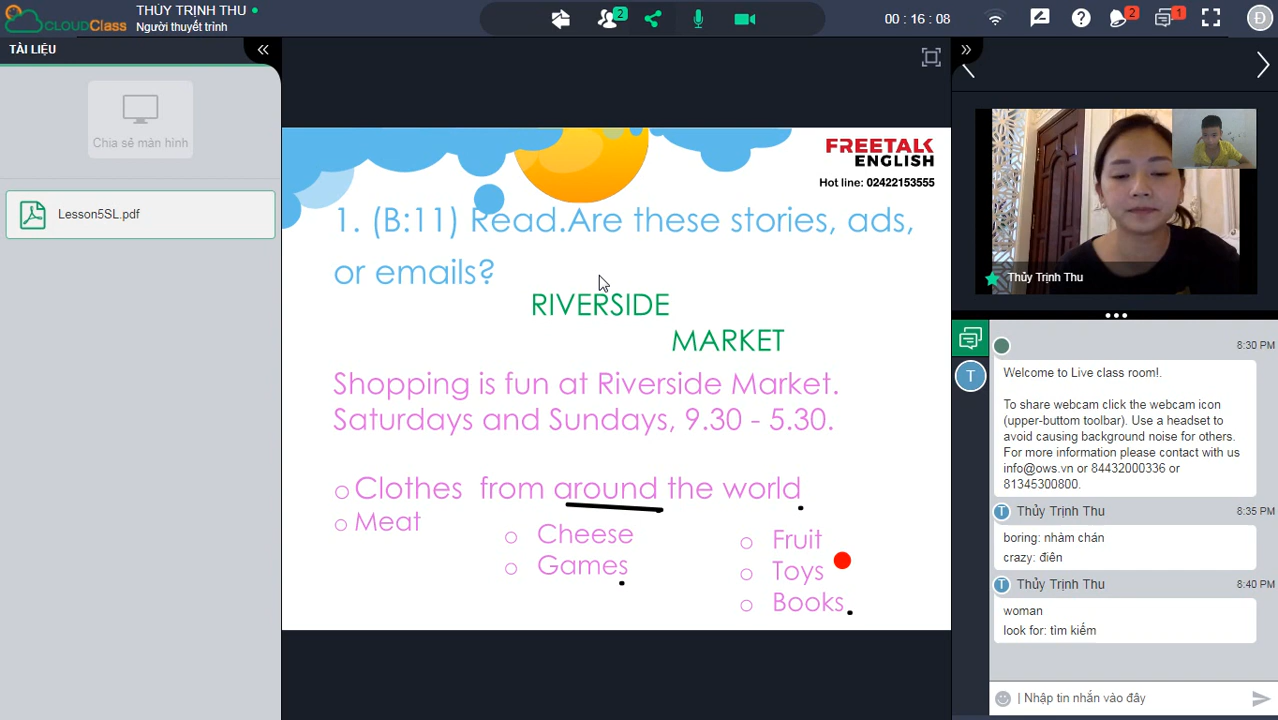 CLOUDClass
THỦY TRỊNH THU
Người thuyết trình
2
00 : 16 : 08
2
1
Đ
TÀI LIỆU
Chia sẻ màn hình
Lesson5SL.pdf
FREETALK
ENGLISH
Hot line: 02422153555
1. (B:11) Read.Are these stories, ads,
or emails?
RIVERSIDE
MARKET
Shopping is fun at Riverside Market.
Saturdays and Sundays, 9.30 - 5.30.
Clothes from around the world
Meat
Cheese
Games
Fruit
Toys
Books
Thủy Trịnh Thu
8:30 PM
Welcome to Live class room!.
To share webcam click the webcam icon
(upper-buttom toolbar). Use a headset to
avoid causing background noise for others.
For more information please contact with us
info@ows.vn or 84432000336 or
81345300800.
T
T Thủy Trịnh Thu 8:35 PM
boring: nhàm chán
crazy: điên
T Thủy Trịnh Thu 8:40 PM
woman
look for: tìm kiếm
Nhập tin nhắn vào đây